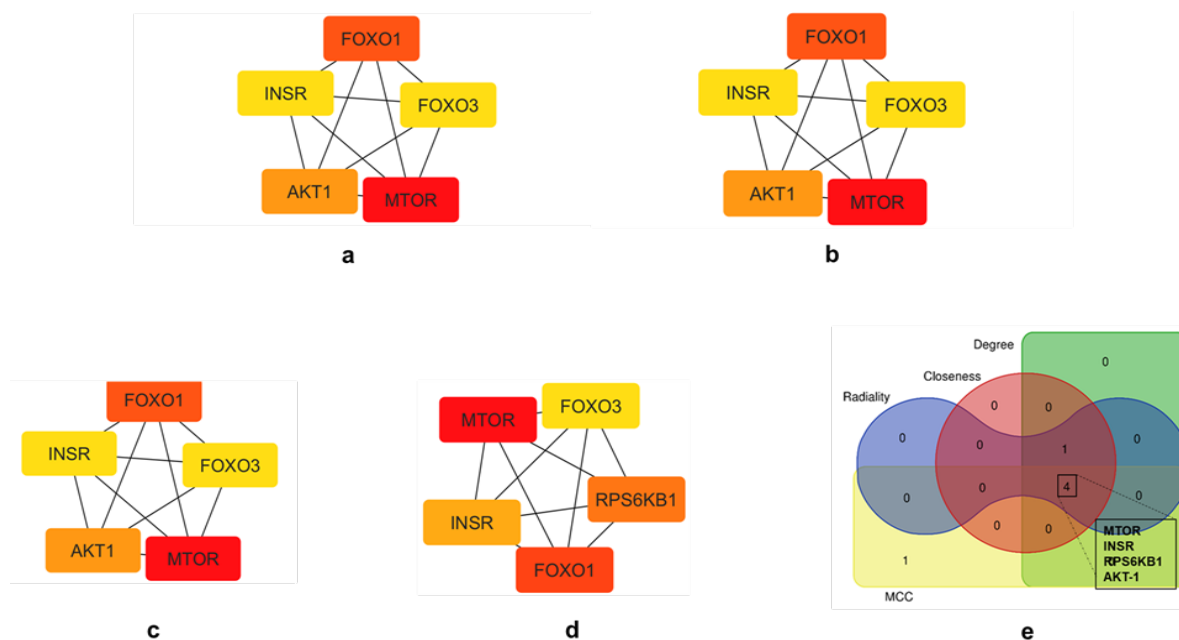 FOXO1
INSR
FOXO3
AKT1
MTOR
a
FOXO1
INSR
FOXO3
AKT1
MTOR
b
FOXO1
INSR
FOXO3
AKT1
MTOR
c
MTOR
FOXO3
RPS6KB1
INSR
FOXO1
d
Degree
Closeness
Radiality
MCC
0
0
0
0
0
1
0
0
0
4
0
0
0
1
MTOR
INSR
RPS6KB1
AKT-1
e